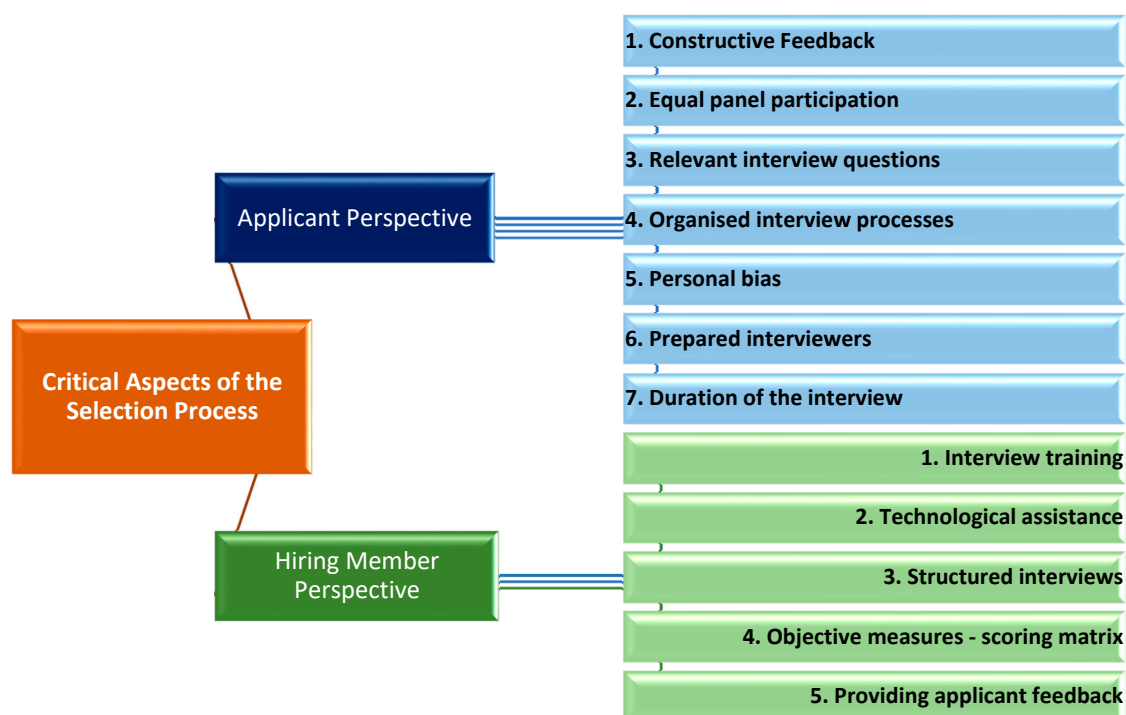 Critical Aspects of the
Selection Process
Applicant Perspective
1. Constructive Feedback
2. Equal panel participation
3. Relevant interview questions
4. Organised interview processes
5. Personal bias
6. Prepared interviewers
7. Duration of the interview
Hiring Member
Perspective
1. Interview training
2. Technological assistance
3. Structured interviews
4. Objective measures - scoring matrix
5. Providing applicant feedback